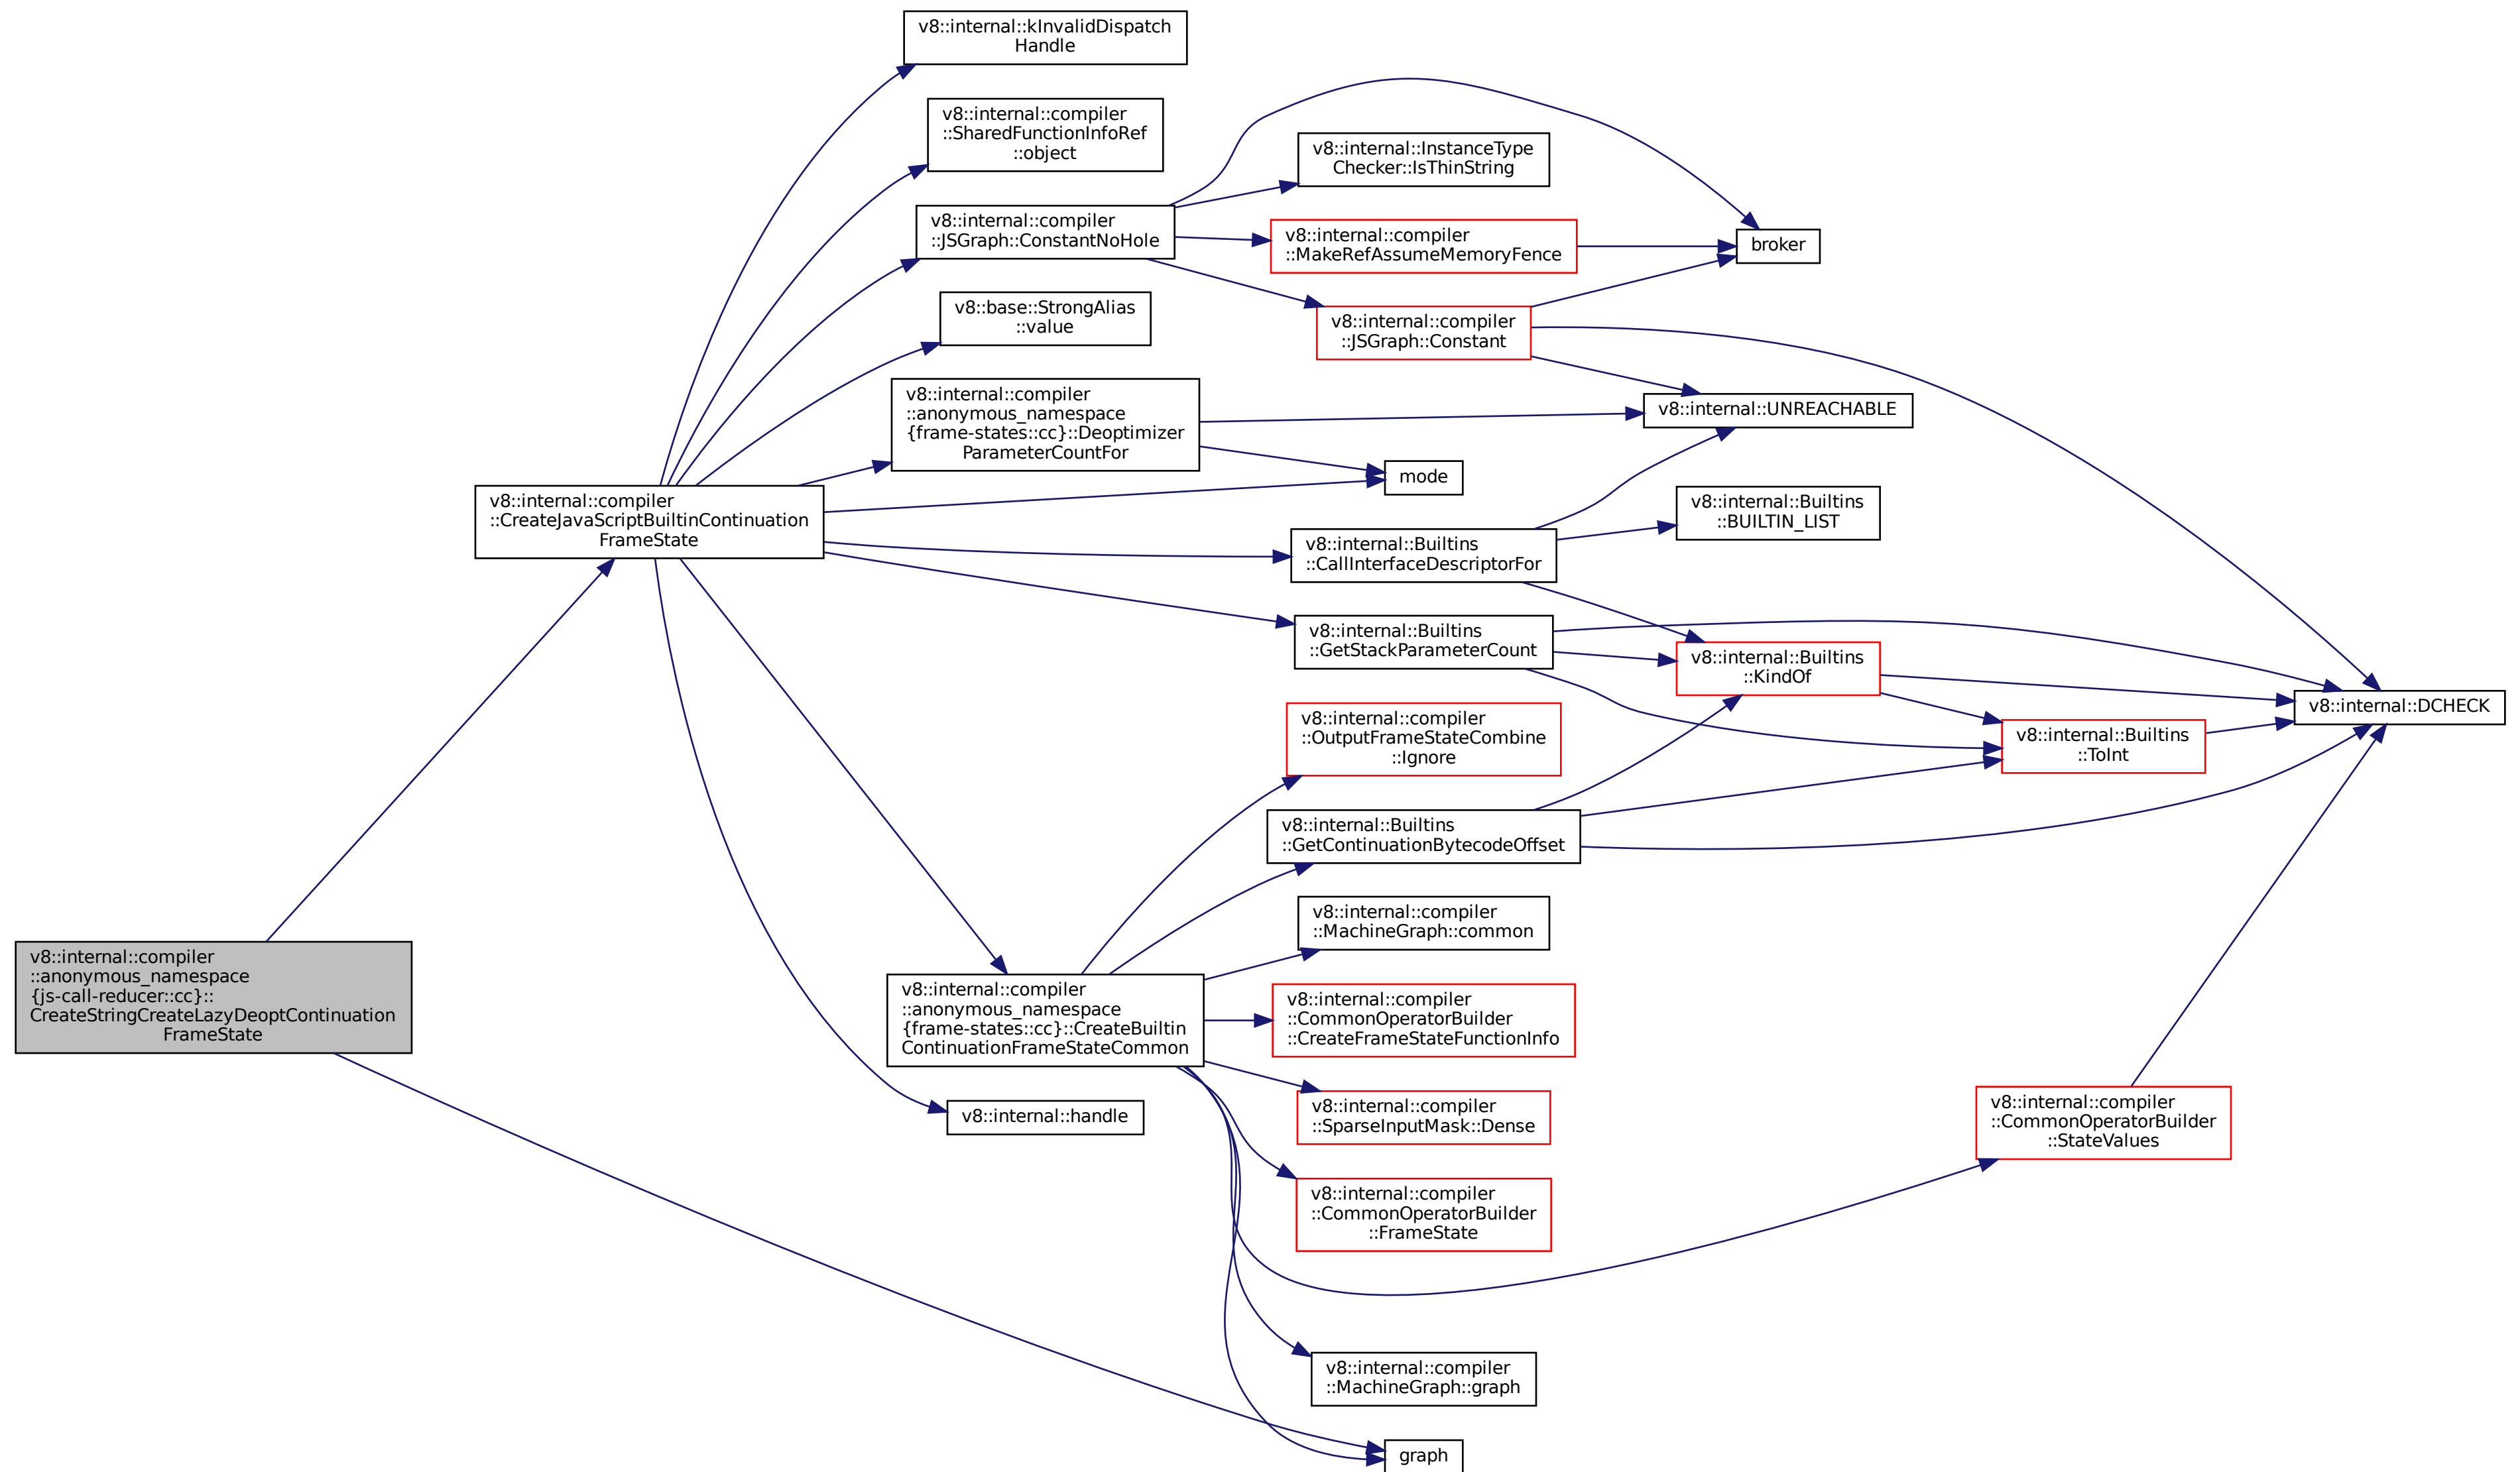 v8::internal::kInvalidDispatch
Handle
v8::internal::compiler
::SharedFunctionInfoRef
::object
v8::internal::compiler
::JSGraph::ConstantNoHole
v8::base::StrongAlias
::value
v8::internal::compiler
::anonymous_namespace
{frame-states::cc}::Deoptimizer
ParameterCountFor
v8::internal::compiler
::CreateJavaScriptBuiltinContinuation
FrameState
v8::internal::compiler
::anonymous_namespace
{js-call-reducer::cc}::
CreateStringCreateLazyDeoptContinuation
FrameState
v8::internal::compiler
::anonymous_namespace
{frame-states::cc}::CreateBuiltin
ContinuationFrameStateCommon
v8::internal::handle
v8::internal::InstanceType
Checker::IsThinString
v8::internal::compiler
::MakeRefAssumeMemoryFence
v8::internal::compiler
::JSGraph::Constant
mode
v8::internal::Builtins
::CallInterfaceDescriptorFor
v8::internal::Builtins
::GetStackParameterCount
v8::internal::compiler
::OutputFrameStateCombine
::Ignore
v8::internal::Builtins
::GetContinuationBytecodeOffset
v8::internal::compiler
::MachineGraph::common
v8::internal::compiler
::CommonOperatorBuilder
::CreateFrameStateFunctionInfo
v8::internal::compiler
::SparseInputMask::Dense
v8::internal::compiler
::CommonOperatorBuilder
::FrameState
v8::internal::compiler
::MachineGraph::graph
graph
broker
v8::internal::UNREACHABLE
v8::internal::Builtins
::BUILTIN_LIST
v8::internal::Builtins
::KindOf
v8::internal::Builtins
::ToInt
v8::internal::compiler
::CommonOperatorBuilder
::StateValues
v8::internal::DCHECK